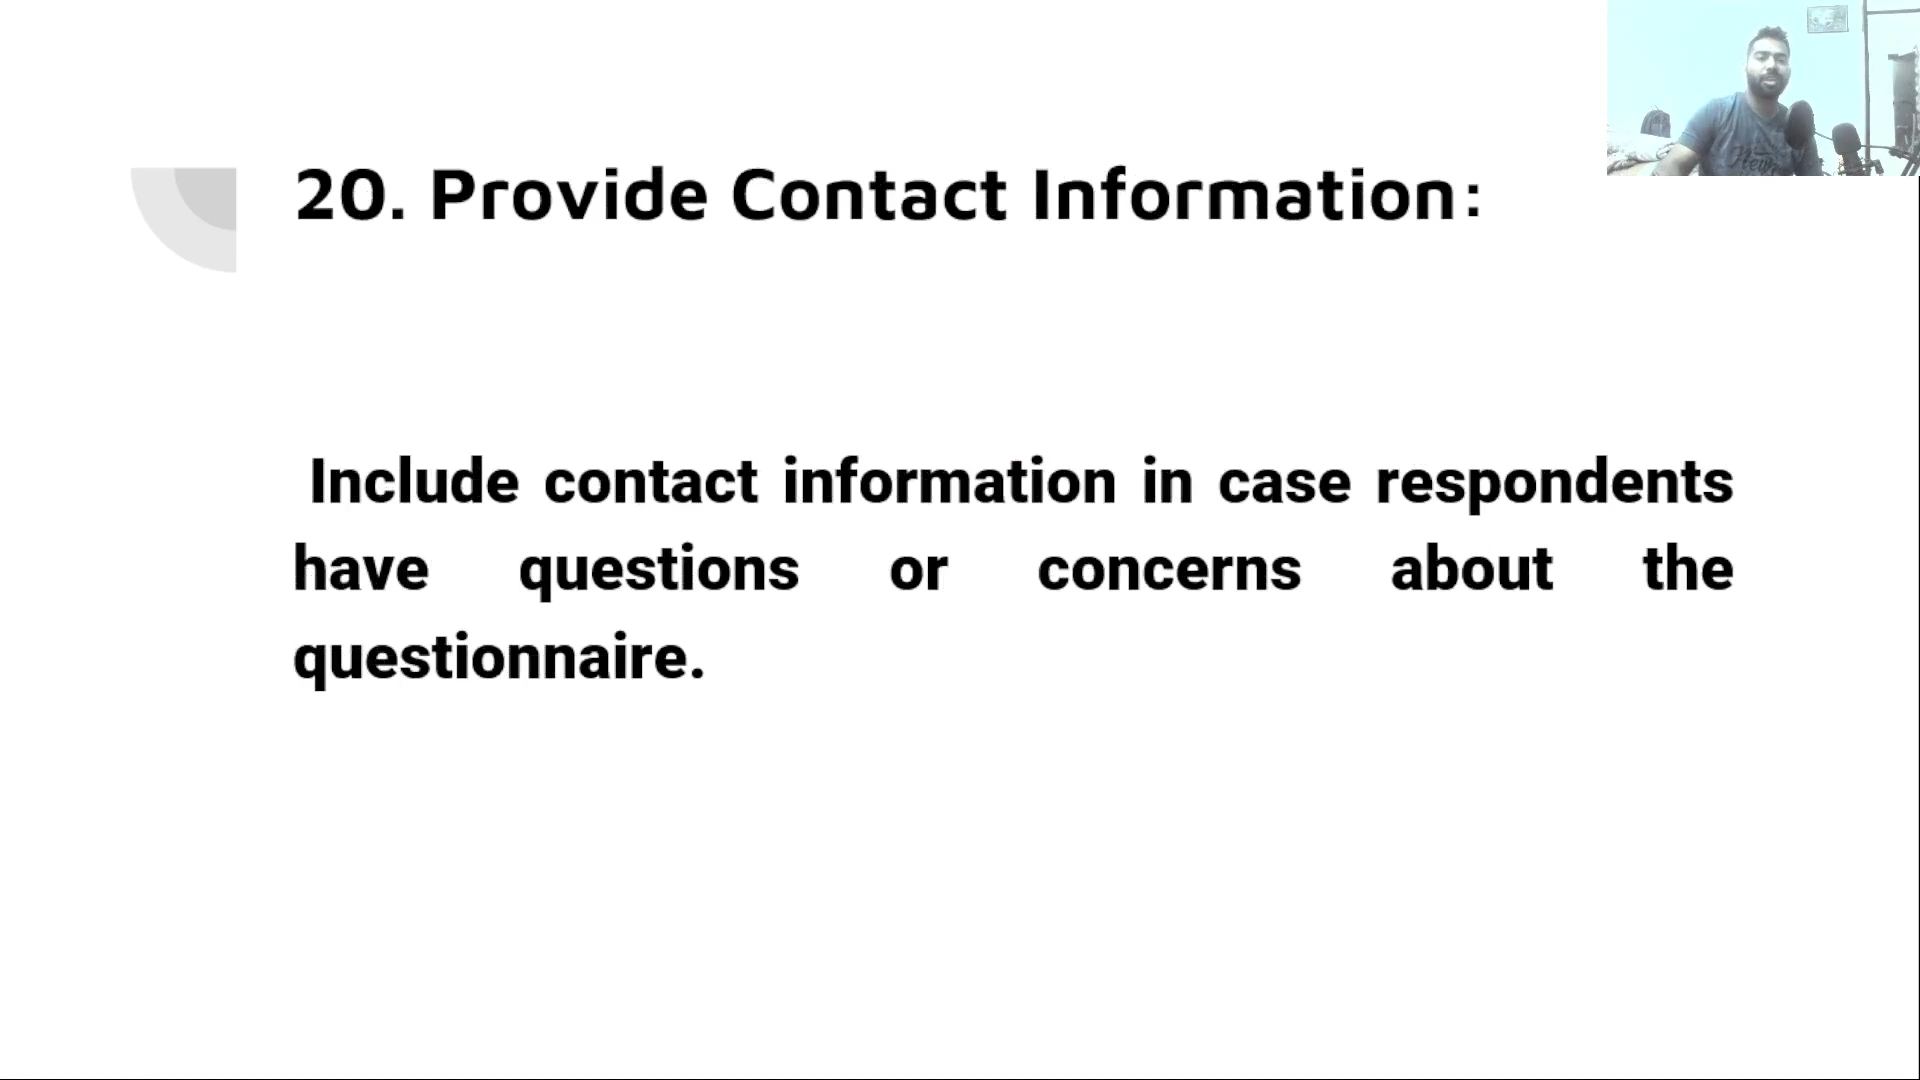 20. Provide Contact Information:
Include contact information in case respondents
have questions or concerns about the
questionnaire.